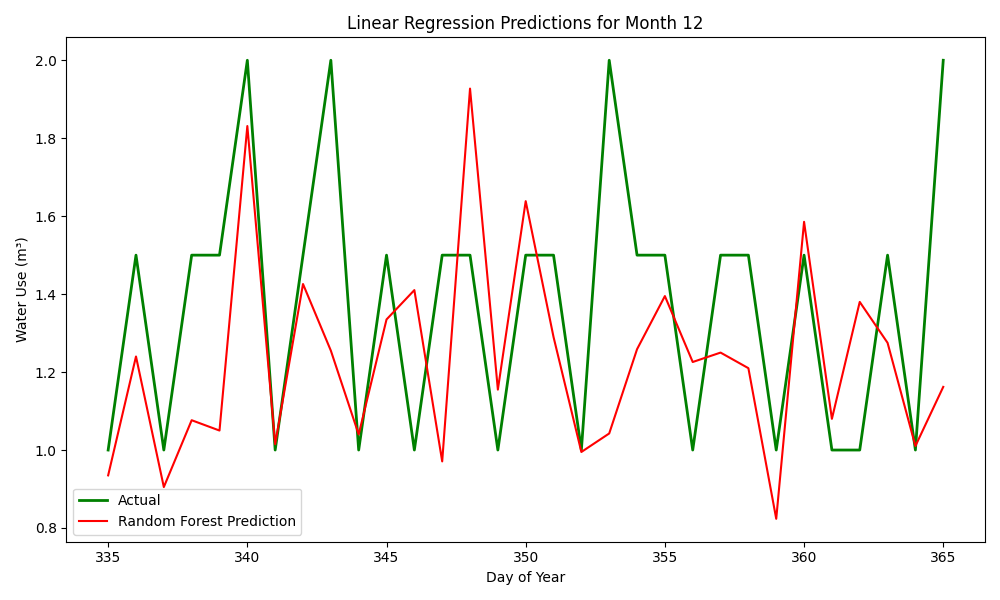 Linear Regression Predictions for Month 12
2.0
1.8
1.6
1.4
1.2
1.0
0.8
Water Use (m³)
Actual
Random Forest Prediction
335
340
345
350
355
360
365
Day of Year